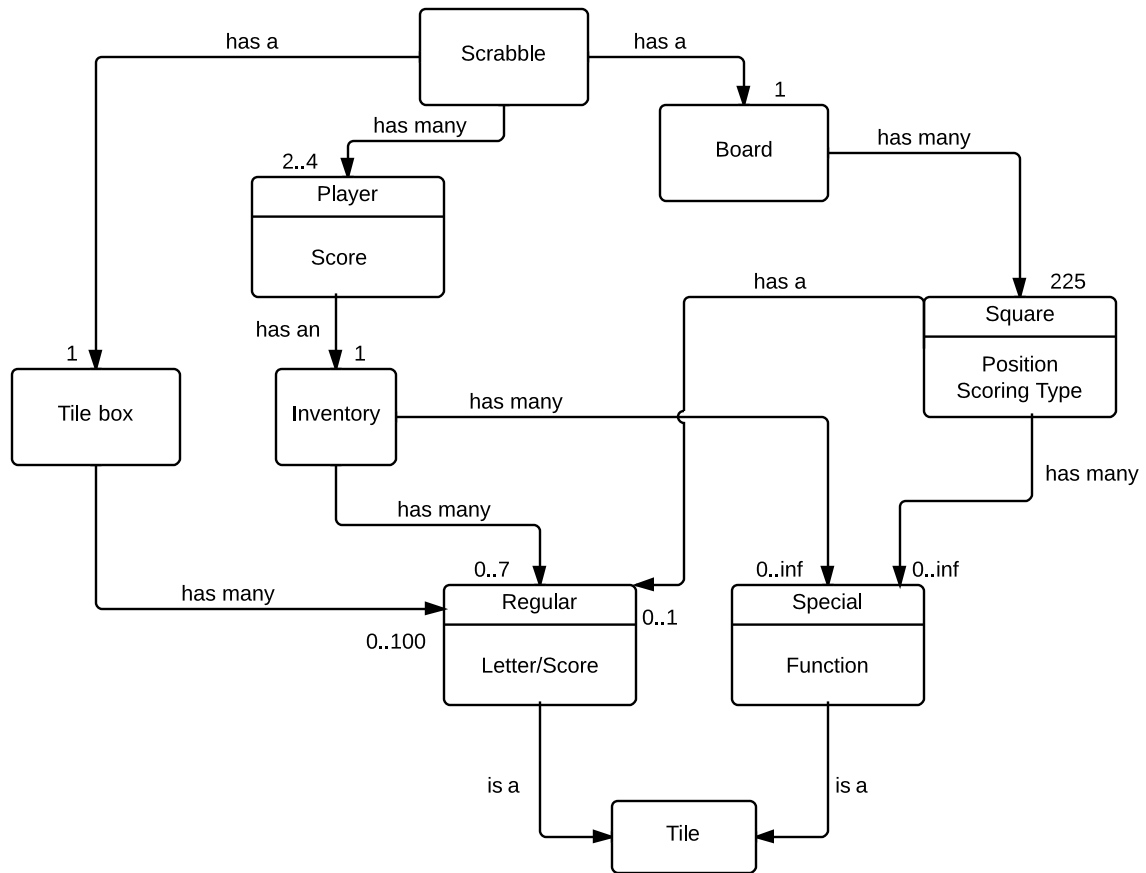 has a
Scrabble
has a
1
has many
Board
has many
2..4
Player
Score
has a
225
Square
Position
Scoring Type
has an
1
1
Tile box
Inventory
has many
has many
has many
0..7
0..inf
0..inf
has many
Regular
0..1
Special
0..100
Letter/Score
Function
is a
is a
Tile